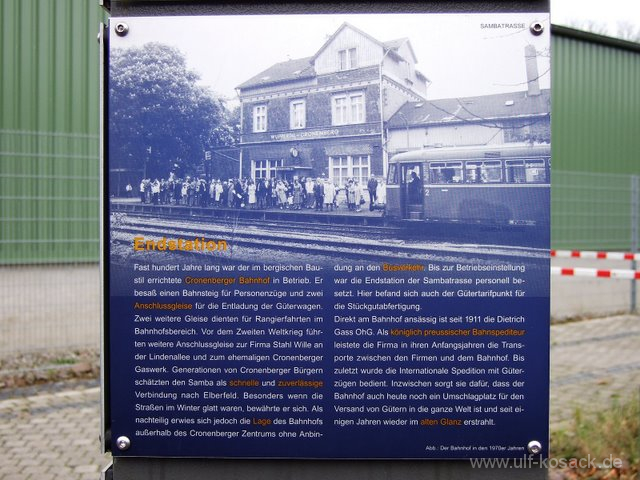 SAMBATRASSE
WUPPERTAL-CRONENBERG
2
Endstation
Fast hundert Jahre lang war der im bergischen Bau-
stil errichtete Cronenberger Bahnhof in Betrieb. Er
besaß einen Bahnsteig für Personenzüge und zwei
Anschlussgleise für die Entladung der Güterwagen.
Zwei weitere Gleise dienten für Rangierfahrten im
Bahnhofsbereich. Vor dem Zweiten Weltkrieg führ-
ten weitere Anschlussgleise zur Firma Stahl Wille an
der Lindenallee und zum ehemaligen Cronenberger
Gaswerk. Generationen von Cronenberger Bürgern
schätzten den Samba als schnelle und zuverlässige
Verbindung nach Elberfeld. Besonders wenn die
Straßen im Winter glatt waren, bewährte er sich. Als
nachteilig erwies sich jedoch die Lage des Bahnhofs
außerhalb des Cronenberger Zentrums ohne Anbin-
dung an den Busverkehr. Bis zur Betriebseinstellung
war die Endstation der Sambatrasse personell be-
setzt. Hier befand sich auch der Gütertarifpunkt für
die Stückgutabfertigung.
Direkt am Bahnhof ansässig ist seit 1911 die Dietrich
Gass OhG. Als königlich preussischer Bahnspediteur
leistete die Firma in ihren Anfangsjahren die Trans-
porte zwischen den Firmen und dem Bahnhof. Bis
zuletzt wurde die Internationale Spedition mit Güter-
zügen bedient. Inzwischen sorgt sie dafür, dass der
Bahnhof auch heute noch ein Umschlagplatz für den
Versand von Gütern in die ganze Welt ist und seit ei-
nigen Jahren wieder im alten Glanz erstrahlt.
Abb.: Der Bahnhof in den 1970er Jahren
www.ulf-kosack.de